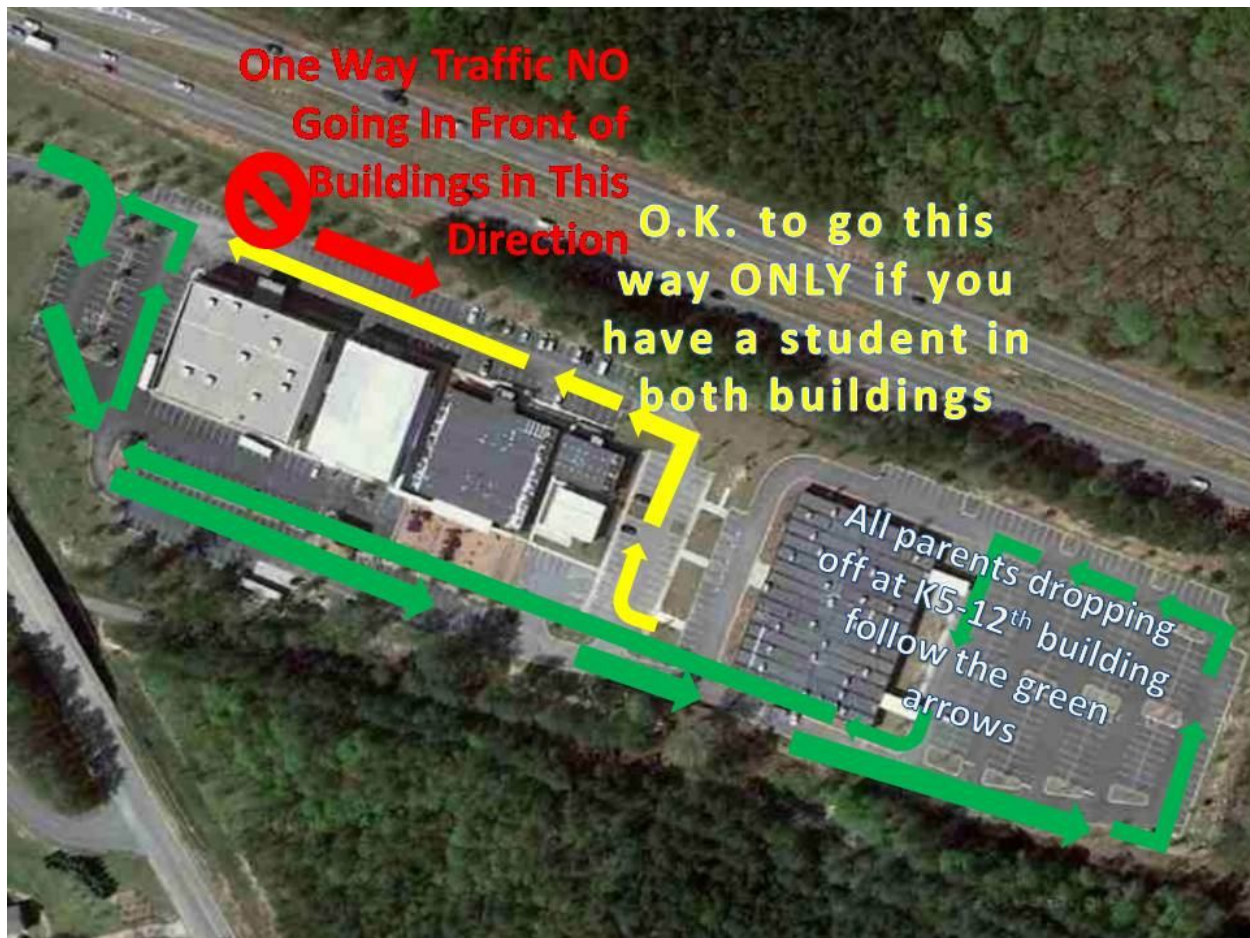 One Way Traffic NO
Going In Front of
Buildings in This
Direction
O.K. to go this
way ONLY if you
have a student in
both buildings
All parents dropping
off at K5-12th building
follow the green
arrows